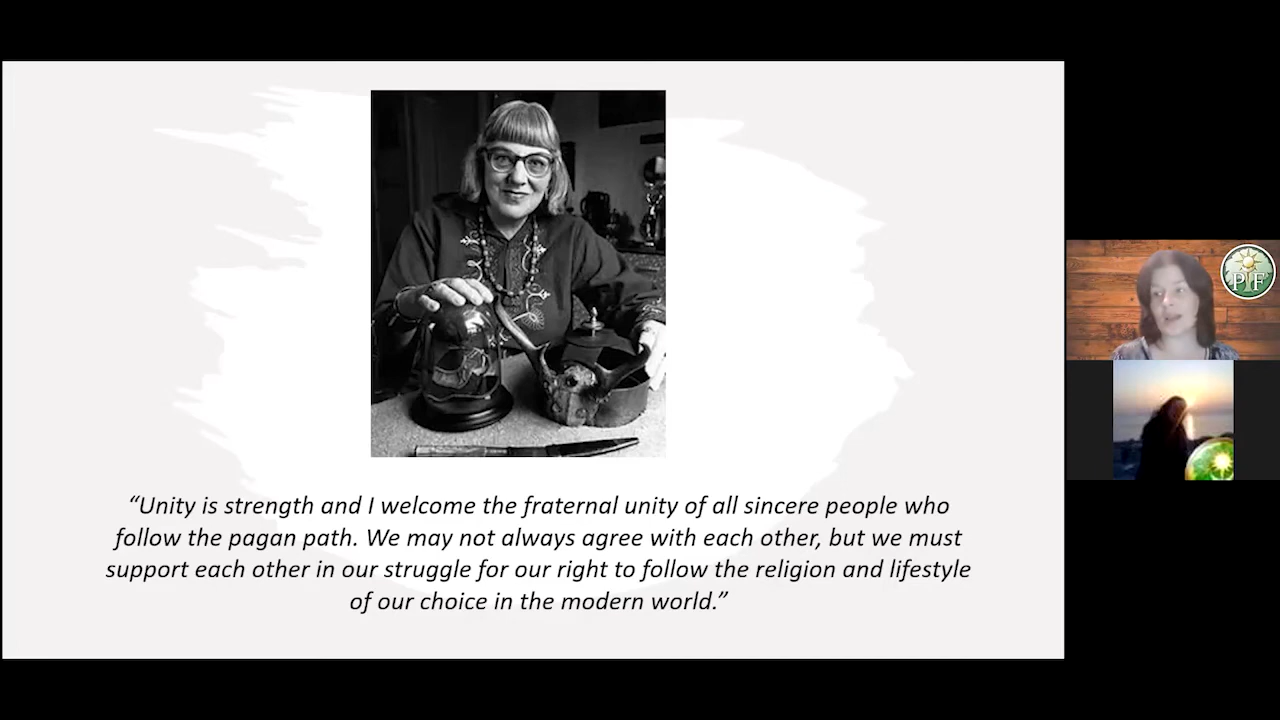 “Unity is strength and I welcome the fraternal unity of all sincere people who
follow the pagan path. We may not always agree with each other, but we must
support each other in our struggle for our right to follow the religion and lifestyle
of our choice in the modern world.”
PF